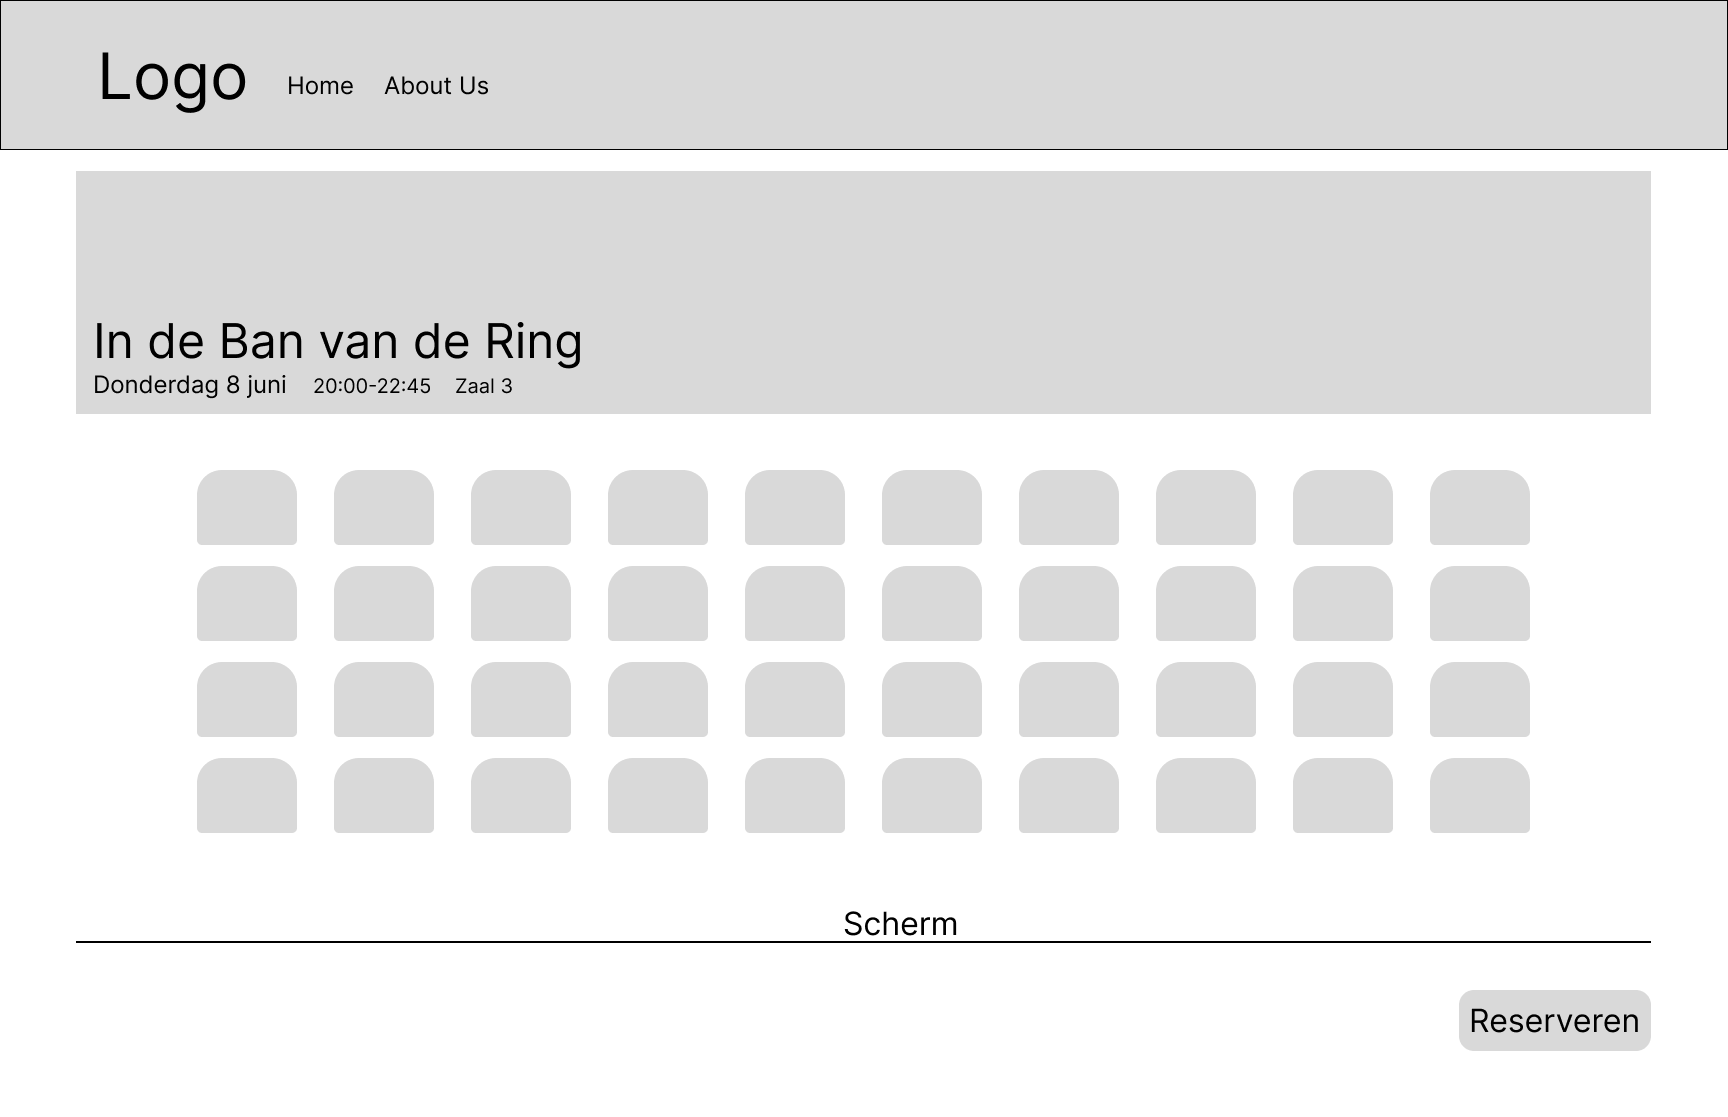 Logo Home About Us
In de Ban van de Ring
Donderdag 8 juni 20:00-22:45 Zaal 3
Scherm
Reserveren